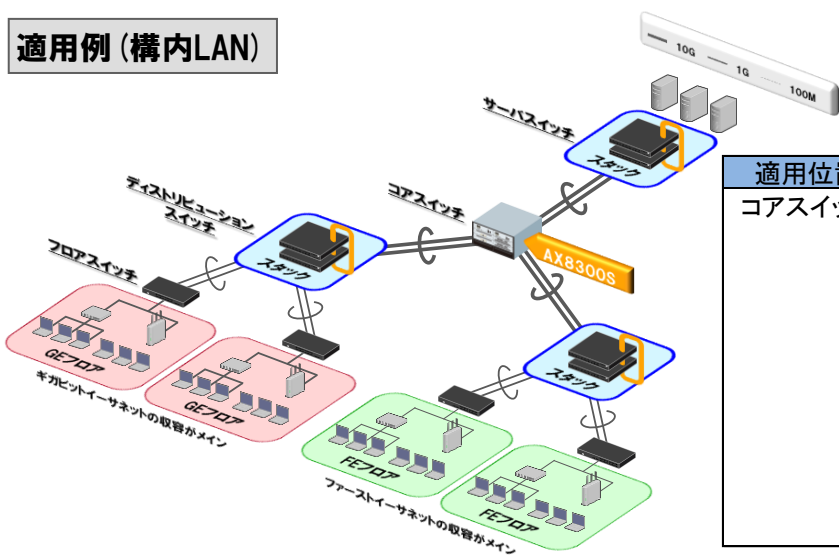 適用例(構内LAN)
10G
1G
100M
サーバスイッチ
スタック
適用位
コアスイッ
コアスイッチ
AX8300S
ディストリビューション
スイッチ
スタック
フロアスイッチ
GEフロア
GEフロア
ギガビットイーサネットの収容がメイン
スタック
FEフロア
FEフロア
ファーストイーサネットの収容がメイン